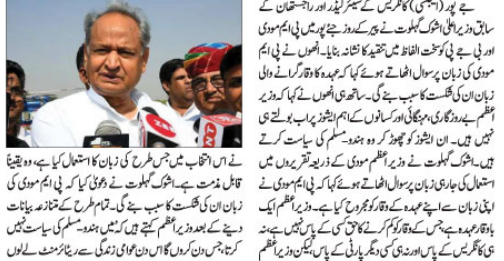 جے پور (ایجنسی) کانگریس کے سینئر لیڈر اور راجستھان کے
سابق وزیر اعلیٰ اشوک گہلوت نے پیر کے روز جئے پور میں پی ایم مودی
اور بی جے پی کو سخت الفاظ میں تنقید کا نشانہ بنایا۔ انھوں نے پی ایم
مودی کی زبان پر سوال اٹھاتے ہوئے کہا کہ عہدہ کا وقار گرانے والی
زبان ان کی شکست کا سبب بنے گی۔ ساتھ ہی انھوں نے کہا کہ وزیر
اعظم بے روزگاری، مہنگائی اور کسانوں کے اہم ایشوز پر اب بولتے ہی
نہیں ہیں۔ ان ایشوز کو چھوڑ کر وہ ہندو-مسلم کی سیاست کرتے
ہیں۔ اشوک گہلوت نے وزیر اعظم مودی کے ذریعہ تقریروں میں
استعمال کی جا رہی زبان پر سوال اٹھاتے ہوئے کہا کہ پی ایم مودی نے
اپنی زبان سے اپنے عہدہ کے وقار کو مجروح کیا ہے۔ وزیر اعظم ایک
باوقار عہدہ ہے، جس کے وقار کو کم کرنے کا حق کسی کے پاس نہیں ہے، نہ
ہی کانگریس کے پاس اور نہ ہی کسی دیگر پارٹی کے پاس، لیکن وزیر اعظم
نے اس انتخاب میں جس طرح کی زبان کا استعمال کیا ہے، وہ یقیناً
قابل مذمت ہے۔ اشوک گہلوت نے دعویٰ کیا کہ پی ایم مودی کی
زبان ان کی شکست کا سبب بنے گی۔ تمام طرح کے متنازعہ بیانات
دینے کے بعد وزیر اعظم کہتے ہیں کہ 'میں ہندو-مسلم کی سیاست نہیں
کرتا، جس دن کروں گا اس دن عوامی زندگی سے ریٹائرمنٹ لے لوں